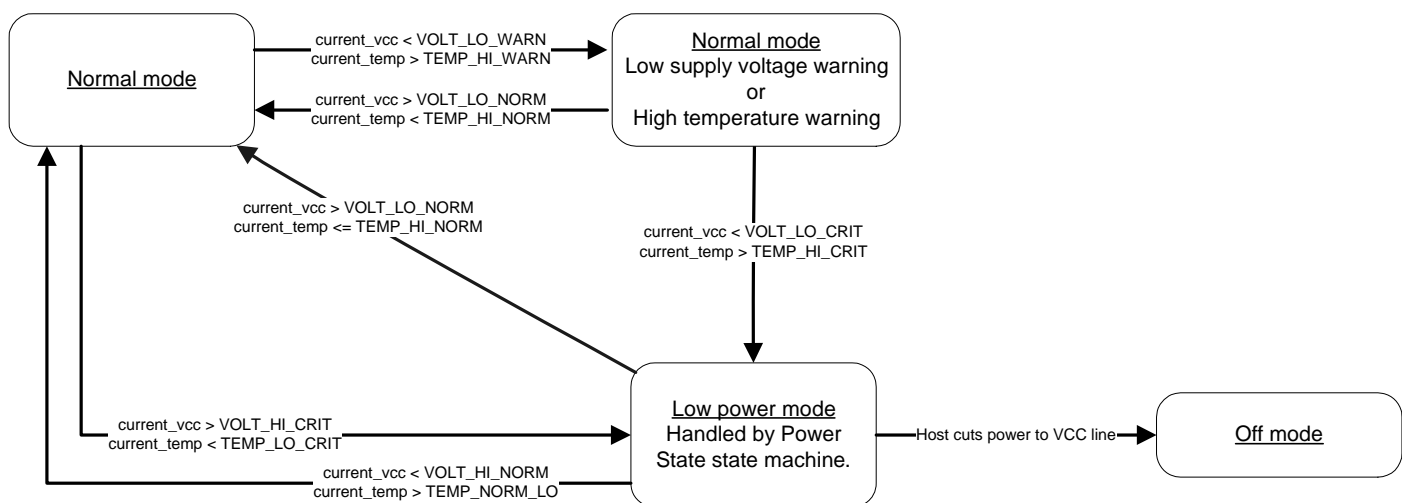 Normal mode
current_vcc < VOLT_LO_WARN
current_temp > TEMP_HI_WARN
current_vcc > VOLT_LO_NORM
current_temp < TEMP_HI_NORM
Normal mode
Low supply voltage warning
or
High temperature warning
current_vcc > VOLT_LO_NORM
current_temp <= TEMP_HI_NORM
current_vcc < VOLT_LO_CRIT
current_temp > TEMP_HI_CRIT
current_vcc > VOLT_HI_CRIT
current_temp < TEMP_LO_CRIT
current_vcc < VOLT_HI_NORM
current_temp > TEMP_NORM_LO
Low power mode
Handled by Power
State state machine.
Host cuts power to VCC line
Off mode